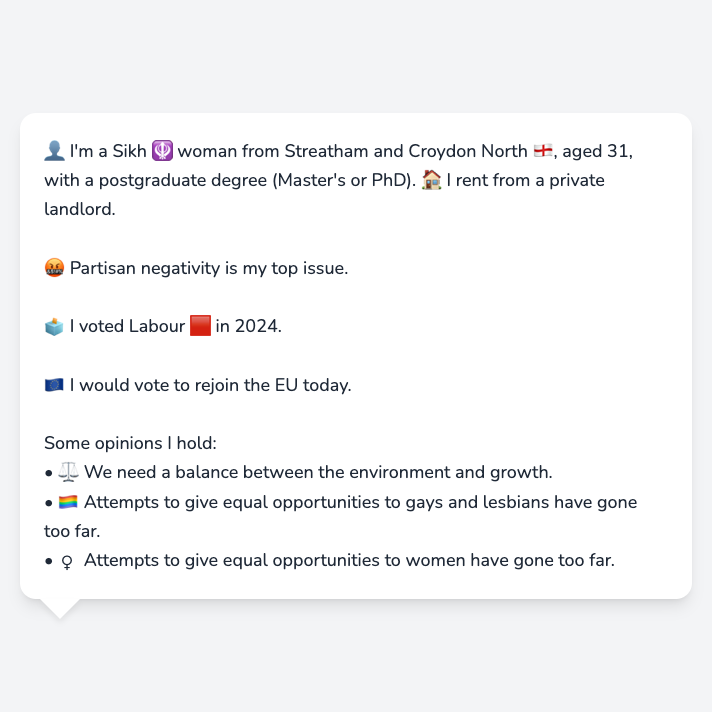 👤 I'm a Sikh 🪯 woman from Streatham and Croydon North 🏴󠁧󠁢󠁥󠁮󠁧󠁿, aged 31,
with a postgraduate degree (Master's or PhD). 🏠 I rent from a private
landlord.
🤬 Partisan negativity is my top issue.
🗳️ I voted Labour 🟥 in 2024.
🇪🇺 I would vote to rejoin the EU today.
Some opinions I hold:
• ⚖️ We need a balance between the environment and growth.
• 🏳️‍🌈 Attempts to give equal opportunities to gays and lesbians have gone
too far.
• ♀ Attempts to give equal opportunities to women have gone too far.